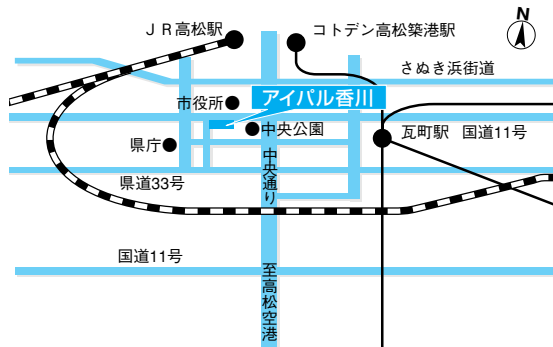 ＪＲ高松駅
コトデン高松築港駅
N
さぬき浜街道
市役所
アイパル香川
中央公園
瓦町駅 国道11号
県庁
中央通り
県道33号
国道11号
至高松空港